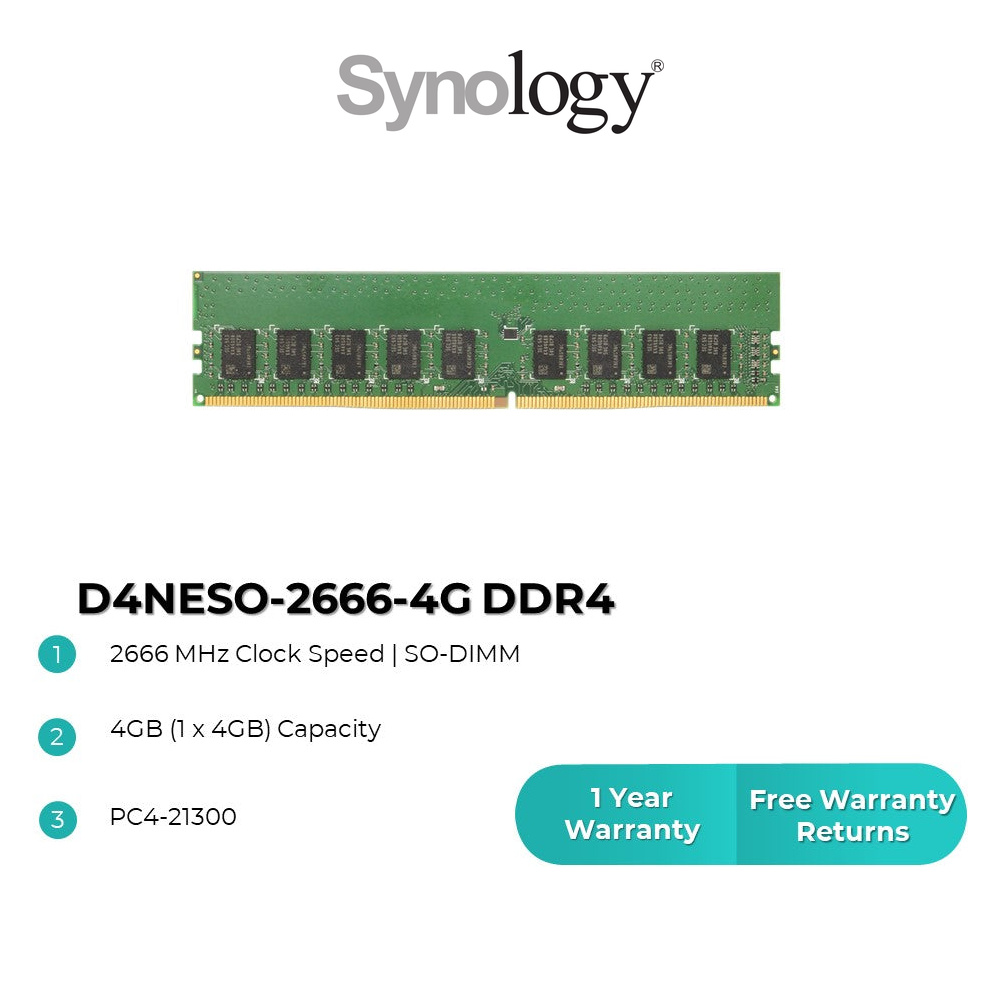 Synology®
D4NESO-2666-4G DDR4
1 2666 MHz Clock Speed | SO-DIMM
2 4GB (1 x 4GB) Capacity
3 PC4-21300
1 Year
Warranty
Free Warranty
Returns